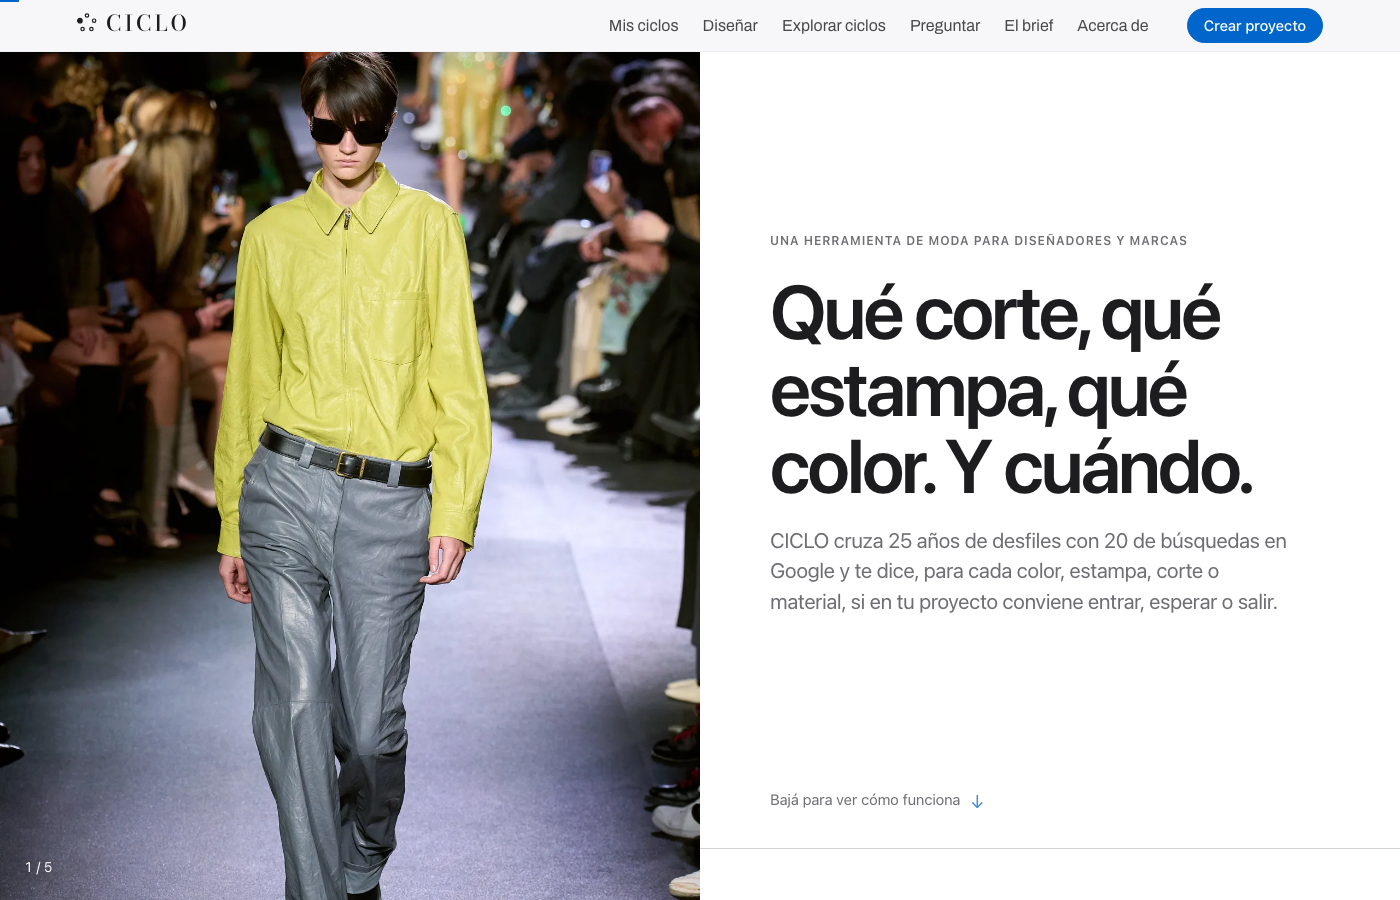 CICLO
Mis ciclos
Diseñar
Explorar ciclos
Preguntar
El brief
Acerca de
Crear proyecto
UNA HERRAMIENTA DE MODA PARA DISEÑADORES Y MARCAS
Qué corte, qué
estampa, qué
color. Y cuándo.
CICLO cruza 25 años de desfiles con 20 de búsquedas en
Google y te dice, para cada color, estampa, corte o
material, si en tu proyecto conviene entrar, esperar o salir.
Bajá para ver cómo funciona
1 / 5